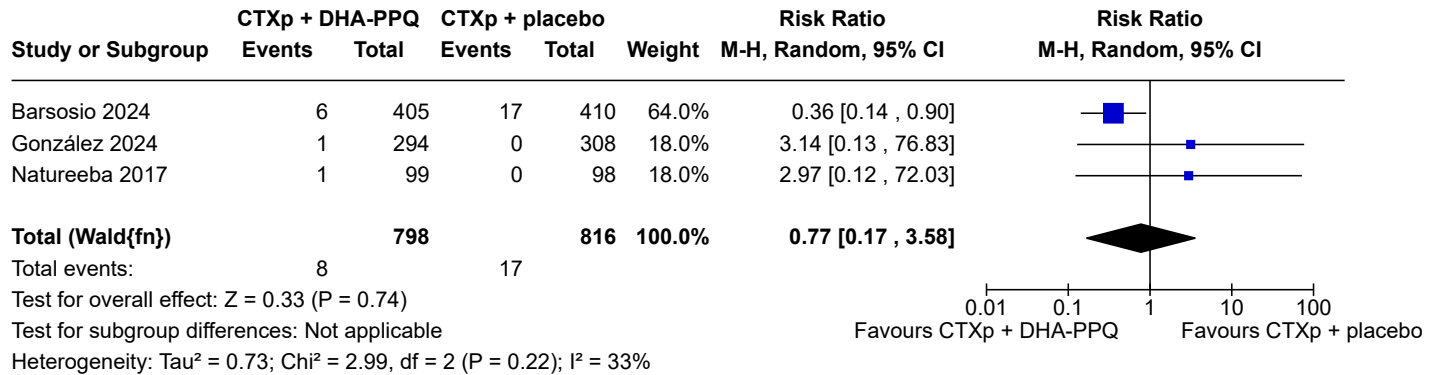 CTXp + DHA-PPQ CTXp + placebo Risk Ratio Risk Ratio
Study or Subgroup Events Total Events Total Weight M-H, Random, 95% CI M-H, Random, 95% CI
Barsosio 2024 6 405 17 410 64.0% 0.36 [0.14 , 0.90]
González 2024 1 294 0 308 18.0% 3.14 [0.13 , 76.83]
Natureeba 2017 1 99 0 98 18.0% 2.97 [0.12 , 72.03]
Total (Wald{fn}) 798 816 100.0% 0.77 [0.17 , 3.58]
Total events: 8 17
Test for overall effect: Z = 0.33 (P = 0.74)
0.01 0.1 1 10 100
Test for subgroup differences: Not applicable
Favours CTXp + DHA-PPQ Favours CTXp + placebo
Heterogeneity: Tau² = 0.73; Chi² = 2.99, df = 2 (P = 0.22); I² = 33%